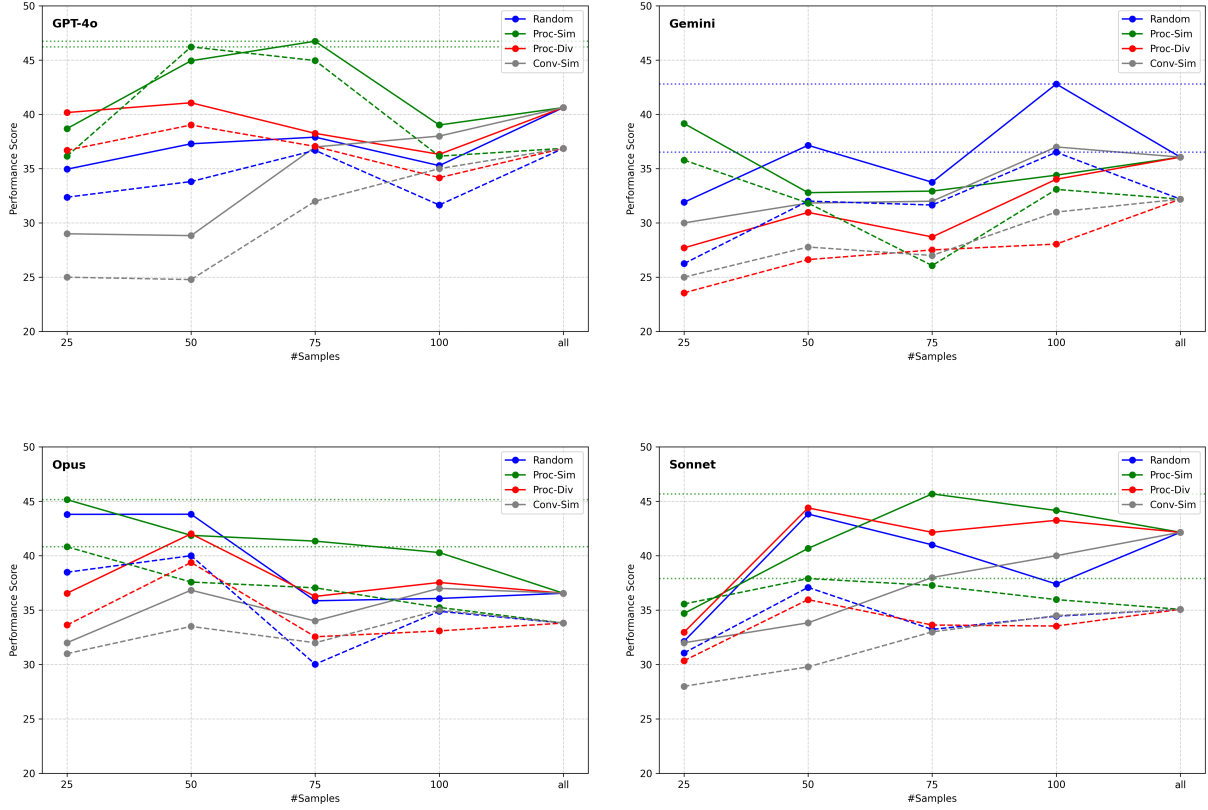 GPT-4o
Random
Proc-Sim
Proc-Div
Conv-Sim
Performance Score
50
45
40
35
30
25
20
25 50 75 100 all
#Samples
Gemini
Random
Proc-Sim
Proc-Div
Conv-Sim
Performance Score
50
45
40
35
30
25
20
25 50 75 100 all
#Samples
Opus
Random
Proc-Sim
Proc-Div
Conv-Sim
Performance Score
50
45
40
35
30
25
20
25 50 75 100 all
#Samples
Sonnet
Random
Proc-Sim
Proc-Div
Conv-Sim
Performance Score
50
45
40
35
30
25
20
25 50 75 100 all
#Samples